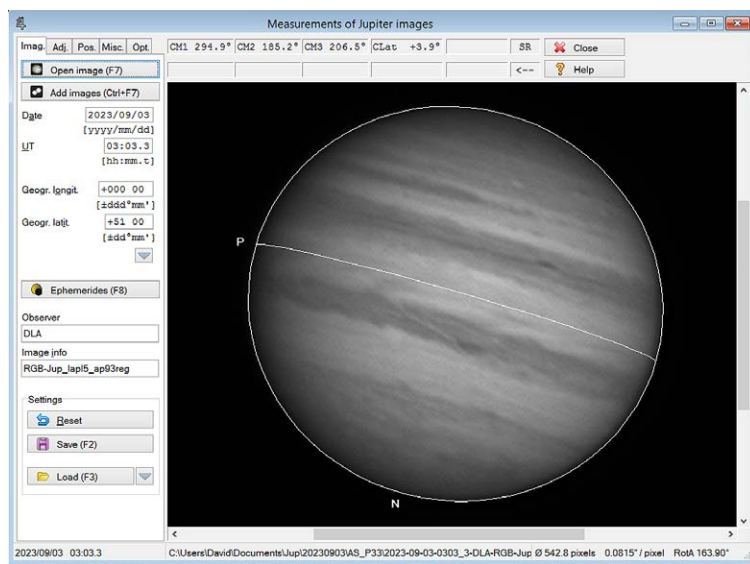 Measurements of Jupiter images
Imag. Adj. Pos. Misc. Opt.
CM1 294.9° CM2 185.2° CM3 206.5° CLat +3.9° SR Close
Open image (F7)
<-- Help
Add images (Ctrl+F7)
Date 2023/09/03
[yyyy/mm/dd]
UT 03:03.3
[hh:mm.t]
Geogr. longit. +000 00
[±ddd°mm']
Geogr. latit. +51 00
[±dd°mm']
P
Ephemerides (F8)
Observer
DLA
Image info
RGB-Jup_lapl5_ap93reg
Settings
Reset
Save (F2)
Load (F3)
N
2023/09/03 03:03.3 C:\Users\David\Documents\Jup\20230903\AS_P33\2023-09-03-0303_3-DLA-RGB-Jup Ø 542.8 pixels 0.0815"/ pixel RotA 163.90°